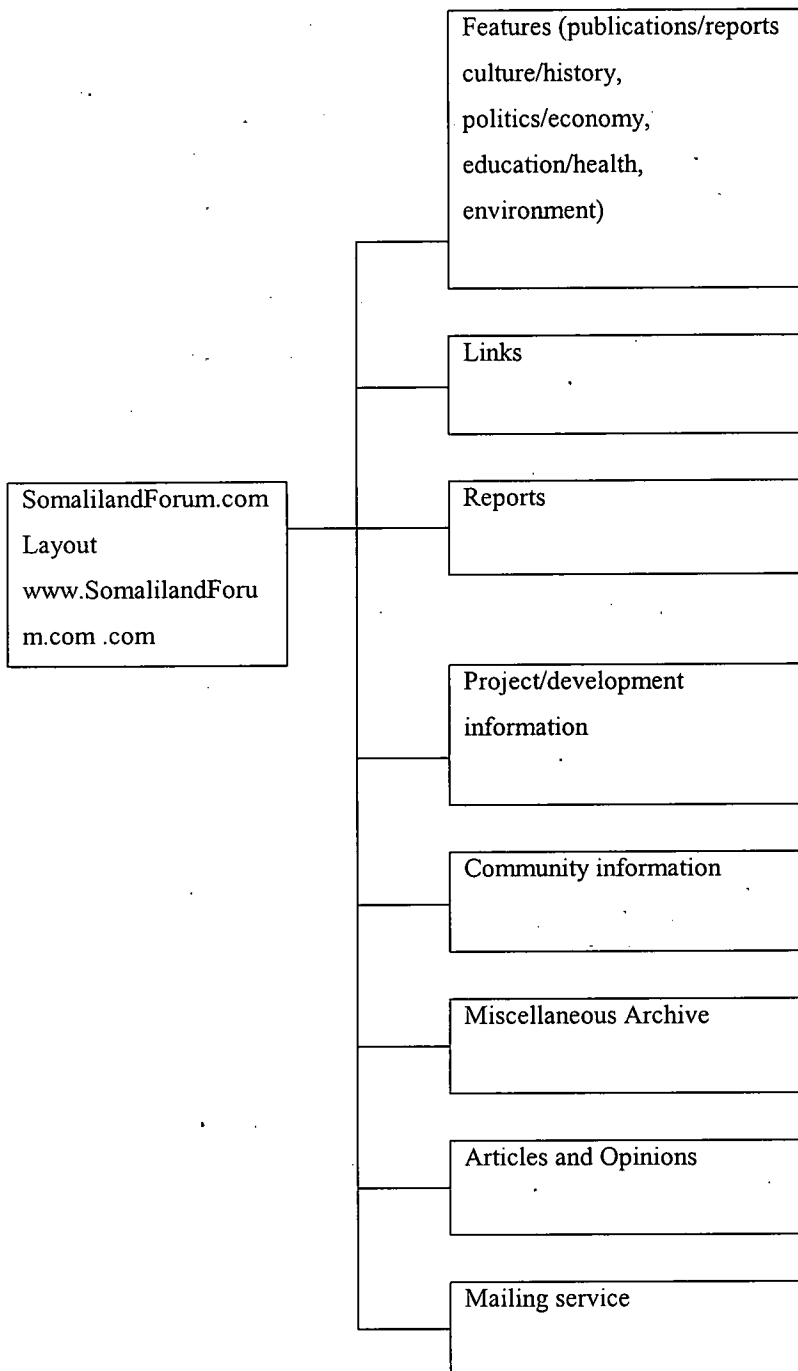 Features (publications/reports
culture/history,
politics/economy,
education/health,
environment)
Links
SomalilandForum.com
Layout
www.SomalilandForu
m.com .com
Reports
Project/development
information
Community information
Miscellaneous Archive
Articles and Opinions
Mailing service